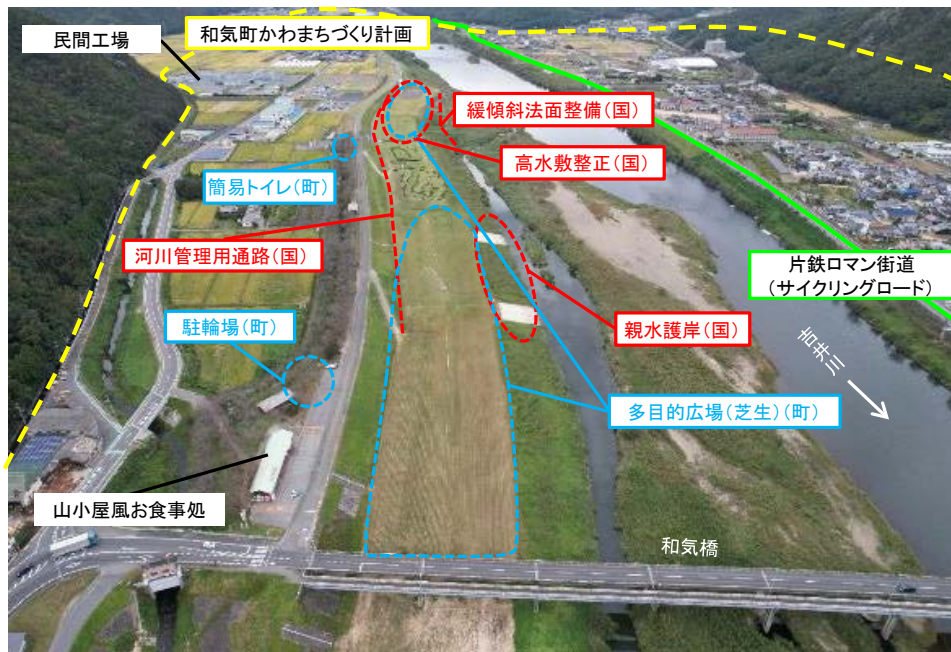 民間工場
和気町かわまちづくり計画
緩傾斜法面整備(国)
高水敷整正(国)
簡易トイレ(町)
河川管理用通路(国)
片鉄ロマン街道
(サイクリングロード)
駐輪場(町)
親水護岸(国)
吉井川
多目的広場(芝生)(町)
山小屋風お食事処
和気橋